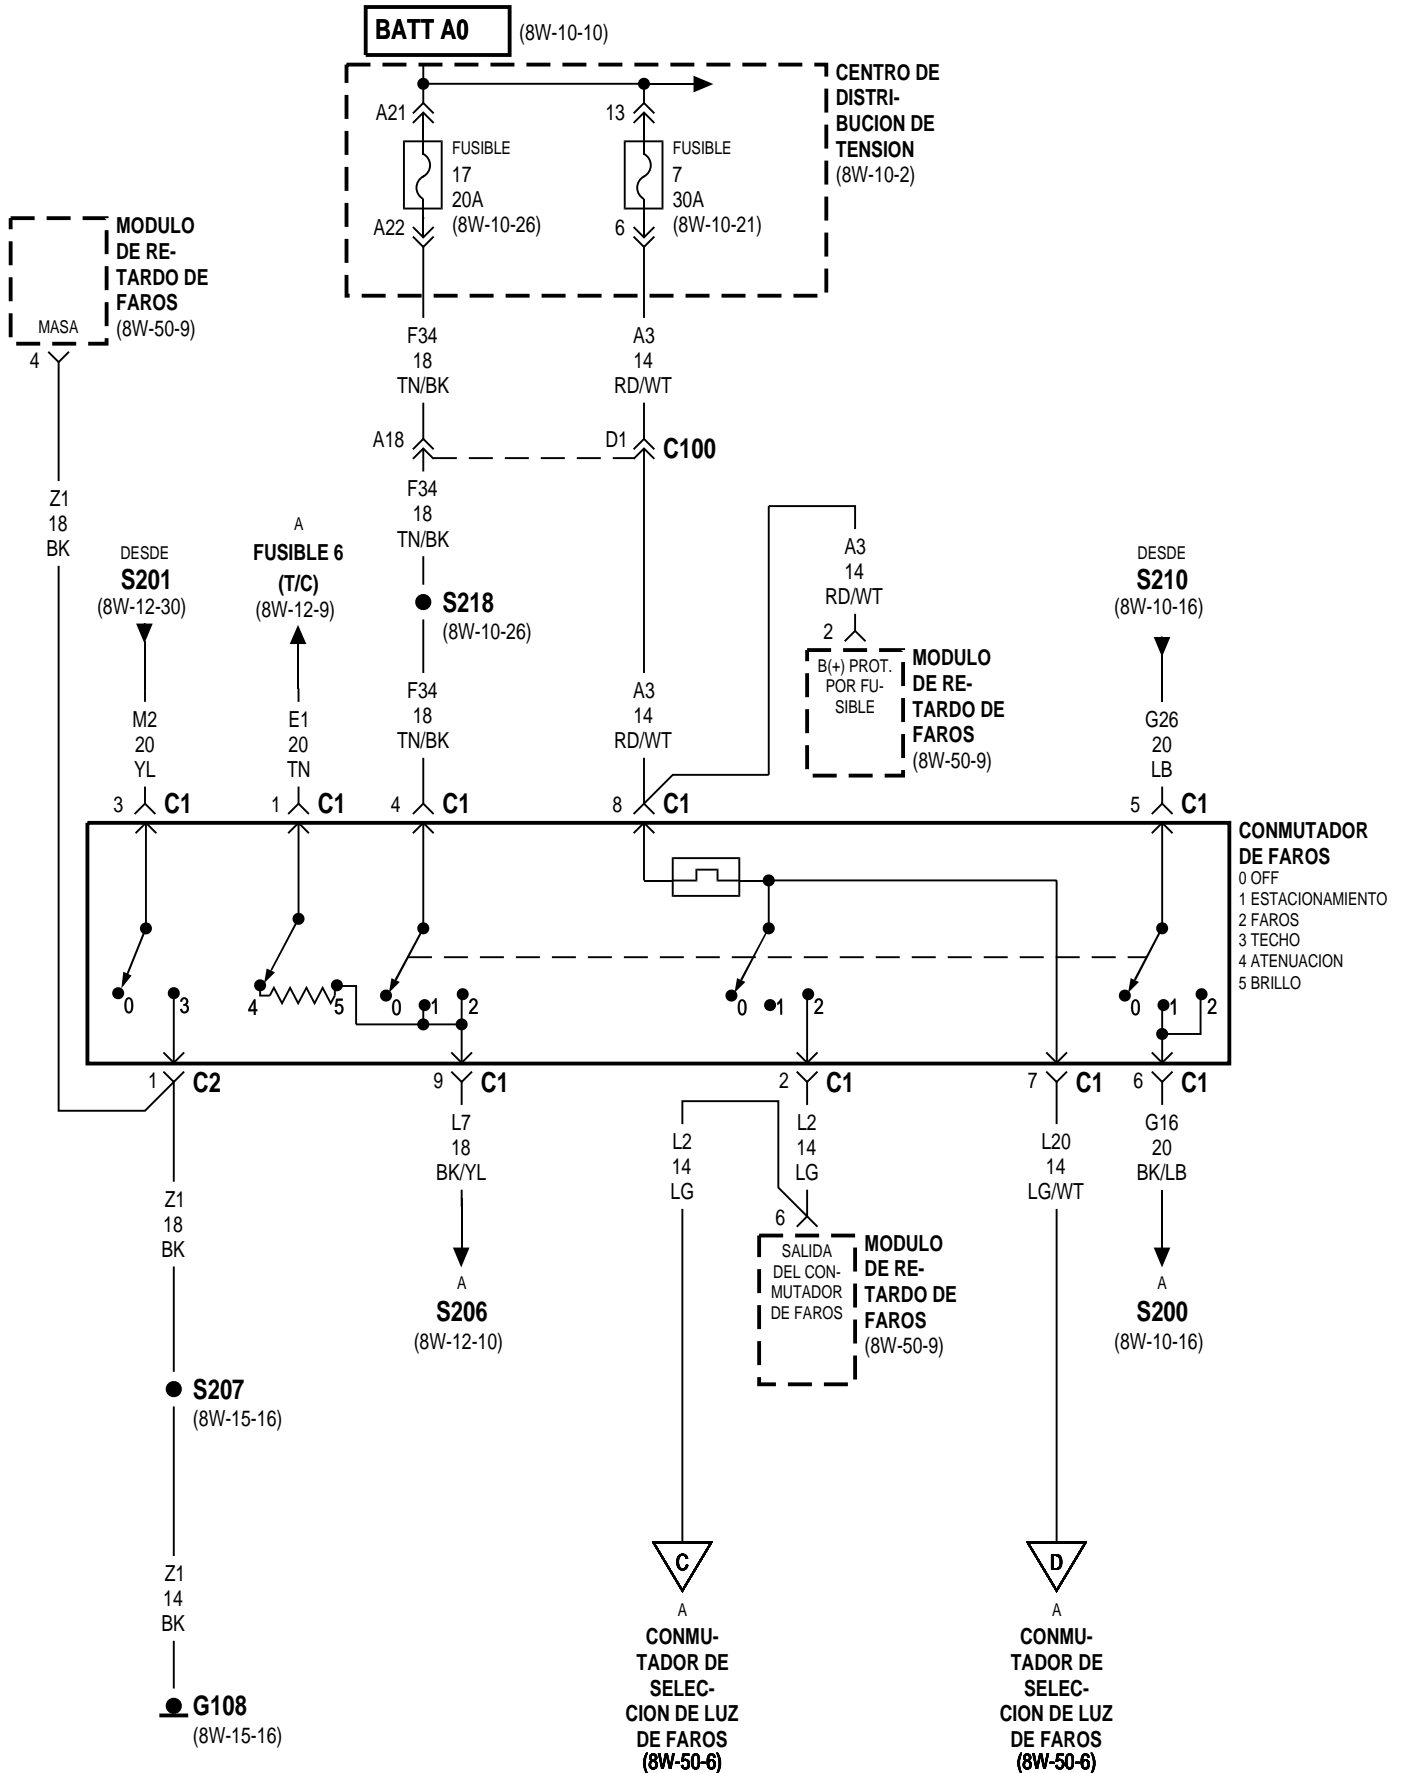 BATT A0
(8W-10-10)
CENTRO DE
DISTRI-
BUCION DE
TENSION
(8W-10-2)
A21
FUSIBLE
17
20A
(8W-10-26)
A22
13
FUSIBLE
7
30A
(8W-10-21)
6
MODULO
DE RE-
TARDO DE
FAROS
(8W-50-9)
MASA
4
F34
18
TN/BK
A3
14
RD/WT
A18
D1
C100
Z1
18
BK
DESDE
S201
(8W-12-30)
A
FUSIBLE 6
(T/C)
(8W-12-9)
F34
18
TN/BK
S218
(8W-10-26)
A3
14
RD/WT
2
B(+) PROT.
POR FU-
SIBLE
MODULO
DE RE-
TARDO DE
FAROS
(8W-50-9)
DESDE
S210
(8W-10-16)
M2
20
YL
E1
20
TN
F34
18
TN/BK
A3
14
RD/WT
G26
20
LB
3 C1
1 C1
4 C1
8 C1
5 C1
CONMUTADOR
DE FAROS
0 OFF
1 ESTACIONAMIENTO
2 FAROS
3 TECHO
4 ATENUACION
5 BRILLO
0 3
4 5
0 1 2
0 1 2
0 1 2
1 C2
9 C1
2 C1
7 C1
6 C1
L7
18
BK/YL
L2
14
LG
L2
14
LG
L20
14
LG/WT
G16
20
BK/LB
Z1
18
BK
6
SALIDA
DEL CON-
MUTADOR
DE FAROS
MODULO
DE RE-
TARDO DE
FAROS
(8W-50-9)
A
S206
(8W-12-10)
A
S200
(8W-10-16)
S207
(8W-15-16)
Z1
14
BK
G108
(8W-15-16)
C
A
CONMU-
TADOR DE
SELEC-
CION DE LUZ
DE FAROS
(8W-50-6)
D
A
CONMU-
TADOR DE
SELEC-
CION DE LUZ
DE FAROS
(8W-50-6)